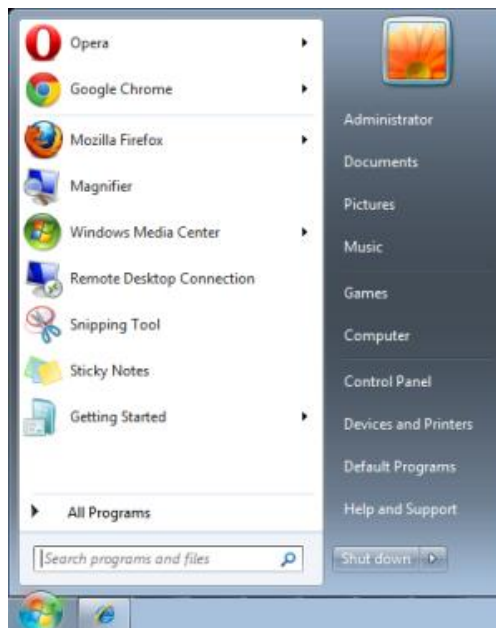 Opera
Google Chrome
Mozilla Firefox
Magnifier
Windows Media Center
Remote Desktop Connection
Snipping Tool
Sticky Notes
Getting Started
All Programs
Search programs and files
Administrator
Documents
Pictures
Music
Games
Computer
Control Panel
Devices and Printers
Default Programs
Help and Support
Shut down